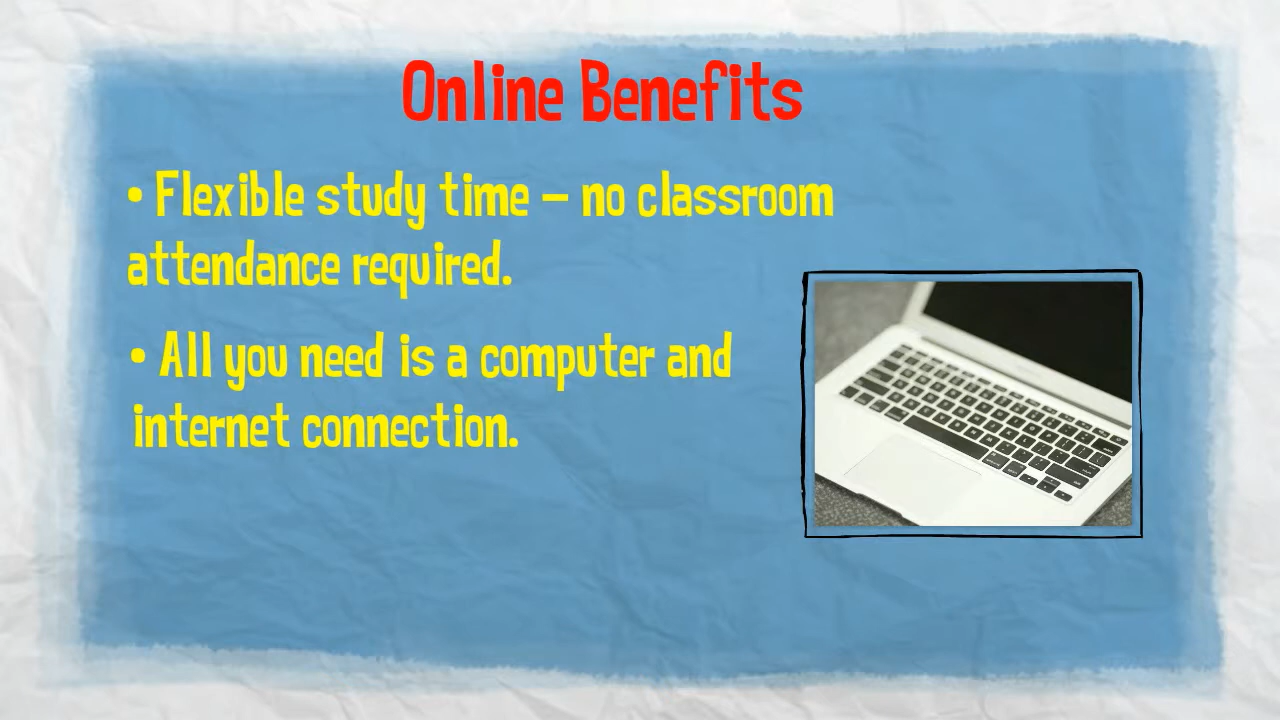 Online Benefits
• Flexible study time – no classroom
attendance required.
• All you need is a computer and
internet connection.